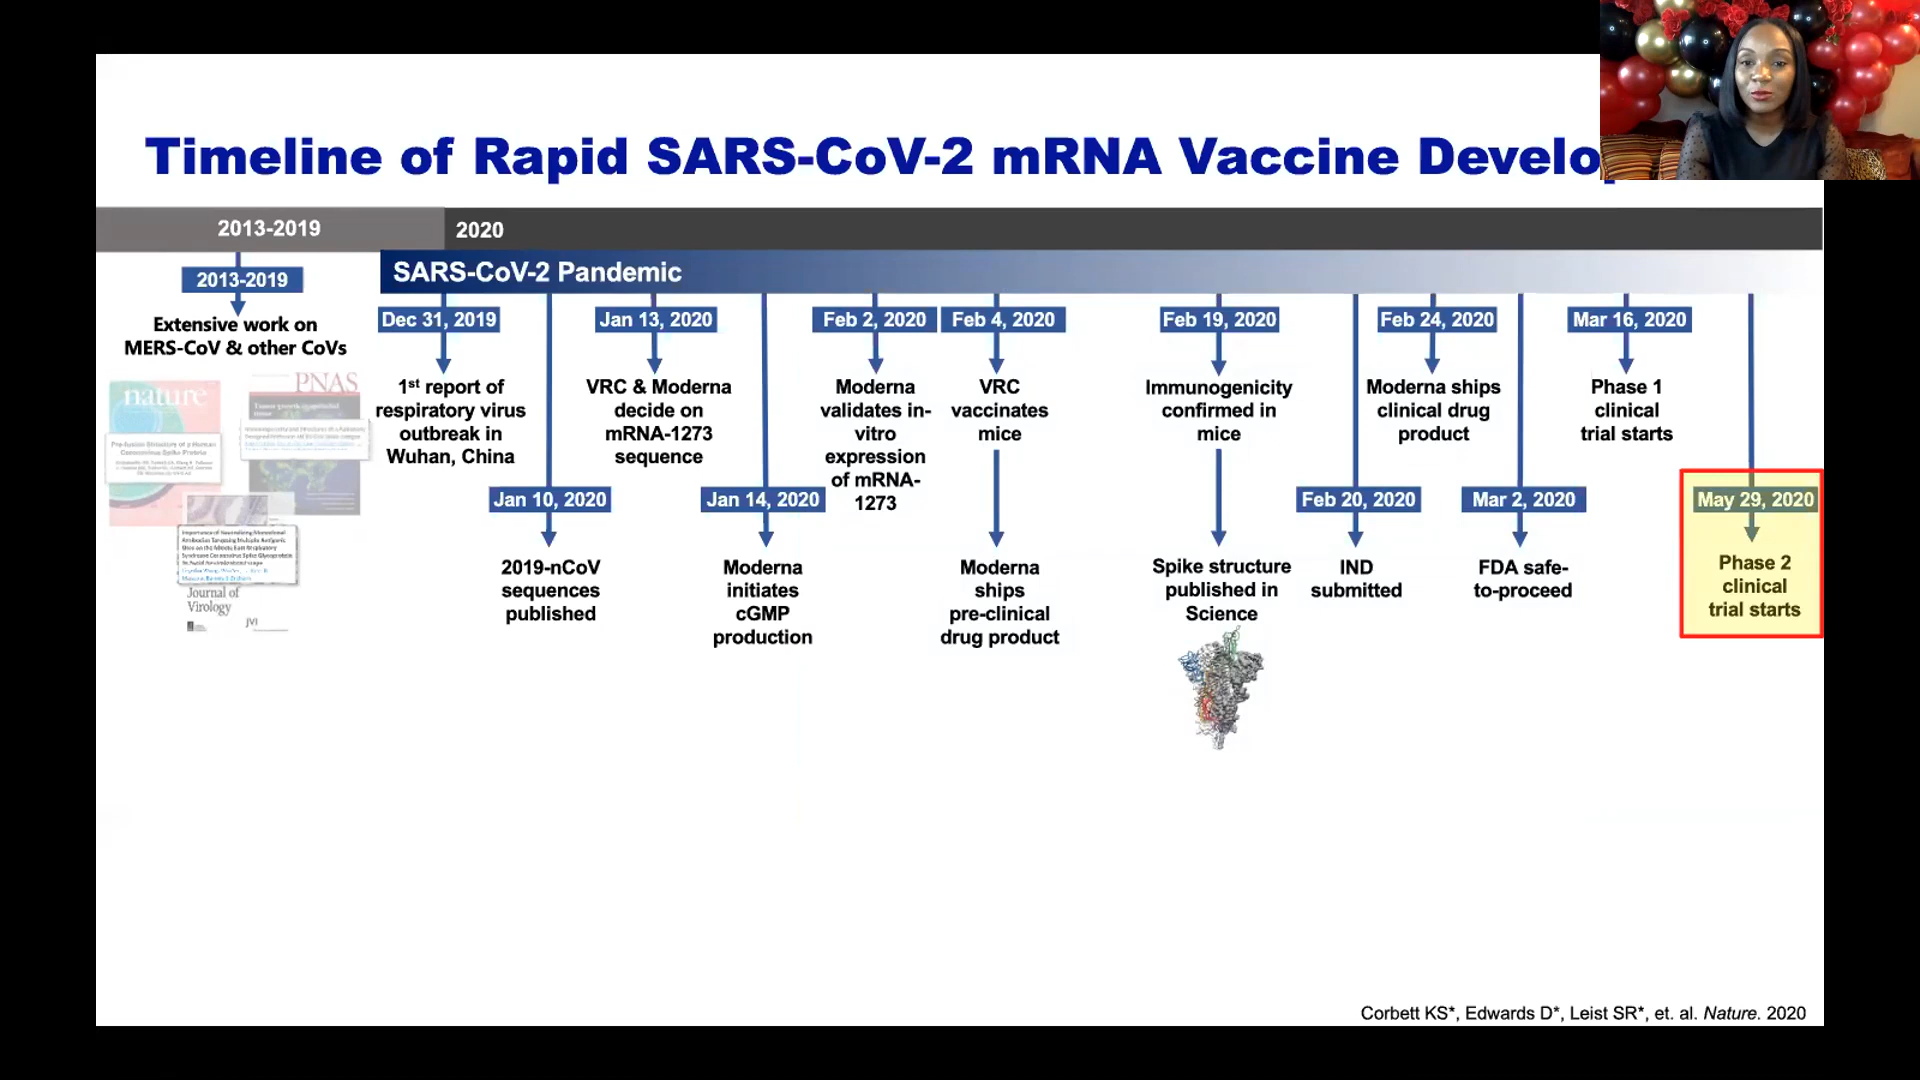 Timeline of Rapid SARS-CoV-2 mRNA Vaccine Develo
2013-2019
2020
SARS-CoV-2 Pandemic
2013-2019
Extensive work on
MERS-CoV & other CoVs
nature
PNAS
Journal of
Virology
JVI
Dec 31, 2019
1st report of
respiratory virus
outbreak in
Wuhan, China
Jan 10, 2020
2019-nCoV
sequences
published
Jan 13, 2020
VRC & Moderna
decide on
mRNA-1273
sequence
Jan 14, 2020
Moderna
initiates
cGMP
production
Feb 2, 2020
Moderna
validates in-
vitro
expression
of mRNA-
1273
Feb 4, 2020
VRC
vaccinates
mice
Moderna
ships
pre-clinical
drug product
Feb 19, 2020
Immunogenicity
confirmed in
mice
Spike structure
published in
Science
Feb 20, 2020
IND
submitted
Feb 24, 2020
Moderna ships
clinical drug
product
Mar 2, 2020
FDA safe-
to-proceed
Mar 16, 2020
Phase 1
clinical
trial starts
May 29, 2020
Phase 2
clinical
trial starts
Corbett KS*, Edwards D*, Leist SR*, et. al. Nature. 2020